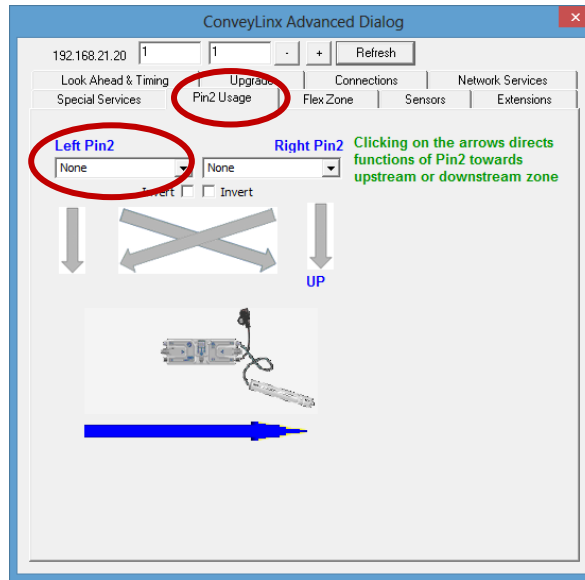 ConveyLinx Advanced Dialog
x
192.168.21.20 1 1 - + Refresh
Look Ahead & Timing Upgrade Connections Network Services
Special Services Pin2 Usage Flex Zone Sensors Extensions
Left Pin2 Right Pin2
None None
Invert Invert
Clicking on the arrows directs
functions of Pin2 towards
upstream or downstream zone
UP